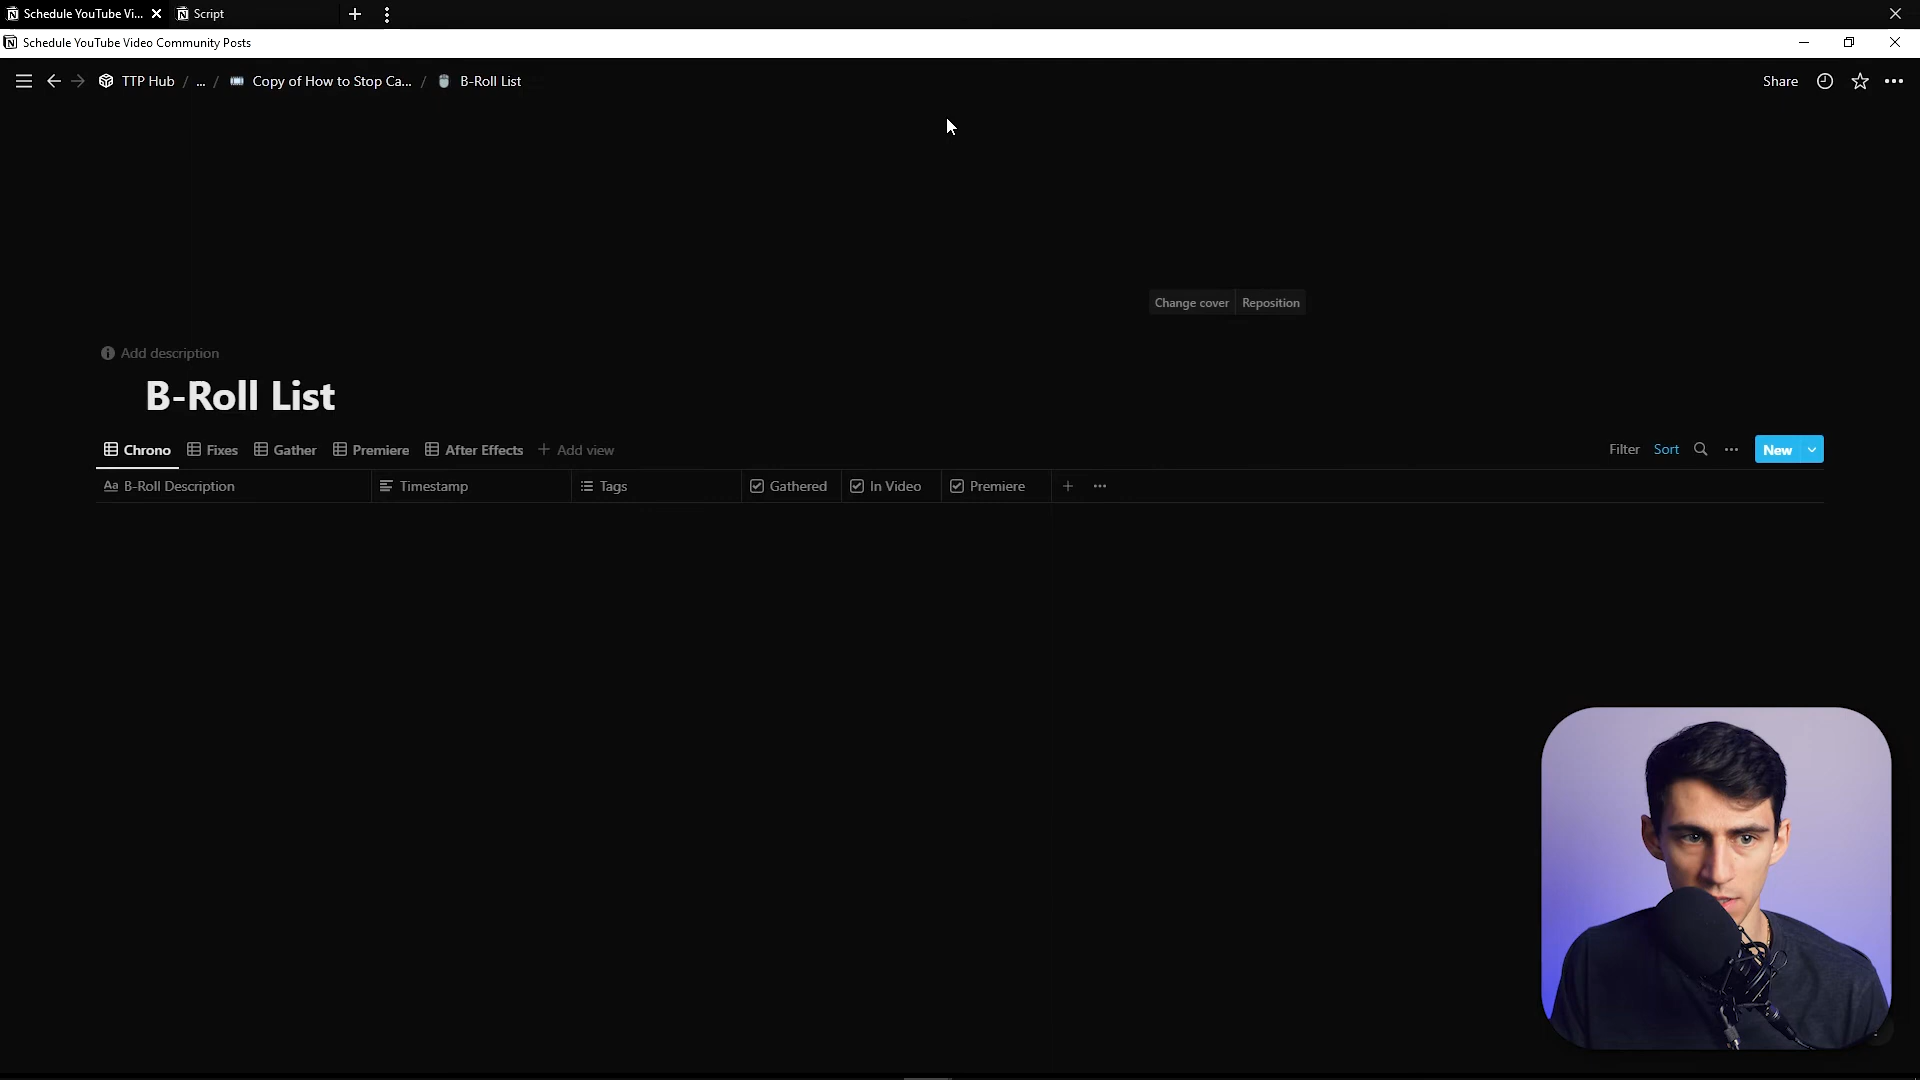 Schedule YouTube Vi...
Script
Schedule YouTube Video Community Posts
TTP Hub / ... / Copy of How to Stop Ca... / B-Roll List
Share
Change cover
Reposition
Add description
B-Roll List
Chrono
Fixes
Gather
Premiere
After Effects
Add view
Filter
Sort
New
Aa B-Roll Description
Timestamp
Tags
Gathered
In Video
Premiere